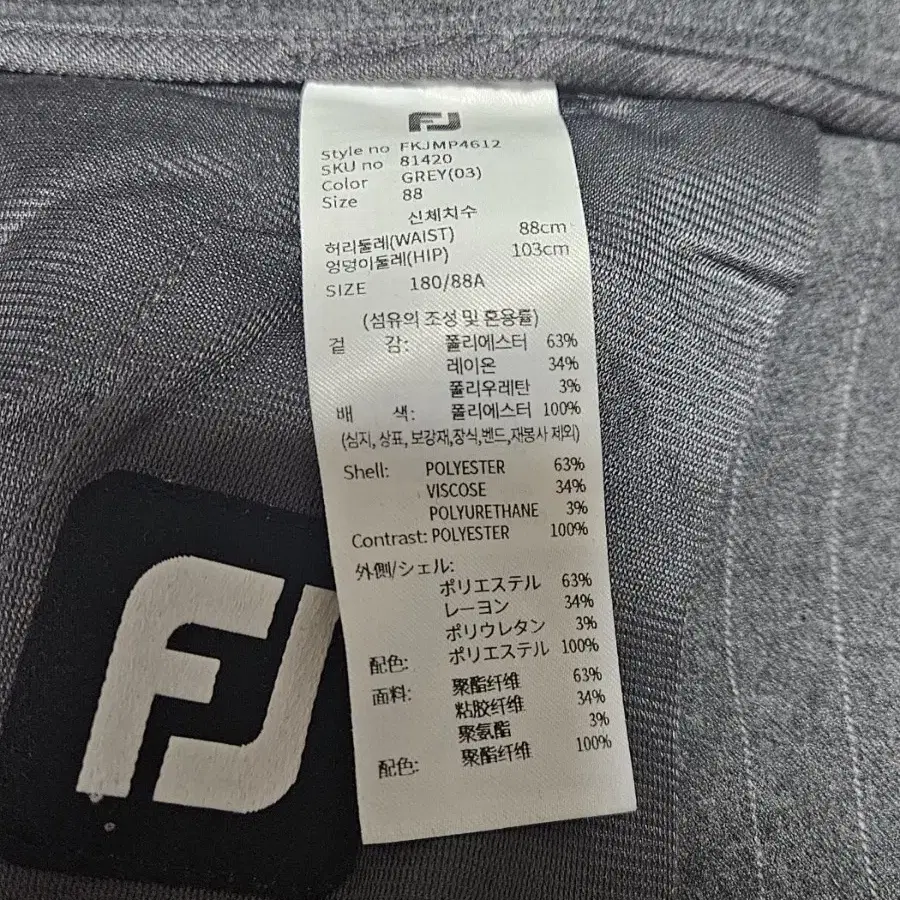 FJ
Style no FKJMP4612
SKU no 81420
Color GREY(03)
Size 88
신체치수
허리둘레(WAIST) 88cm
엉덩이둘레(HIP) 103cm
SIZE 180/88A
(섬유의 조성 및 혼용률)
겉 감: 폴리에스터 63%
레이온 34%
폴리우레탄 3%
배 색: 폴리에스터 100%
(심지, 상표, 보강재,장식,벤드,재봉사 제외)
Shell: POLYESTER 63%
VISCOSE 34%
POLYURETHANE 3%
Contrast: POLYESTER 100%
外側/シェル:
ポリエステル 63%
レーヨン 34%
ポリウレタン 3%
配色: ポリエステル 100%
面料: 聚酯纤维 63%
粘胶纤维 34%
聚氨酯 3%
配色: 聚酯纤维 100%
FJ